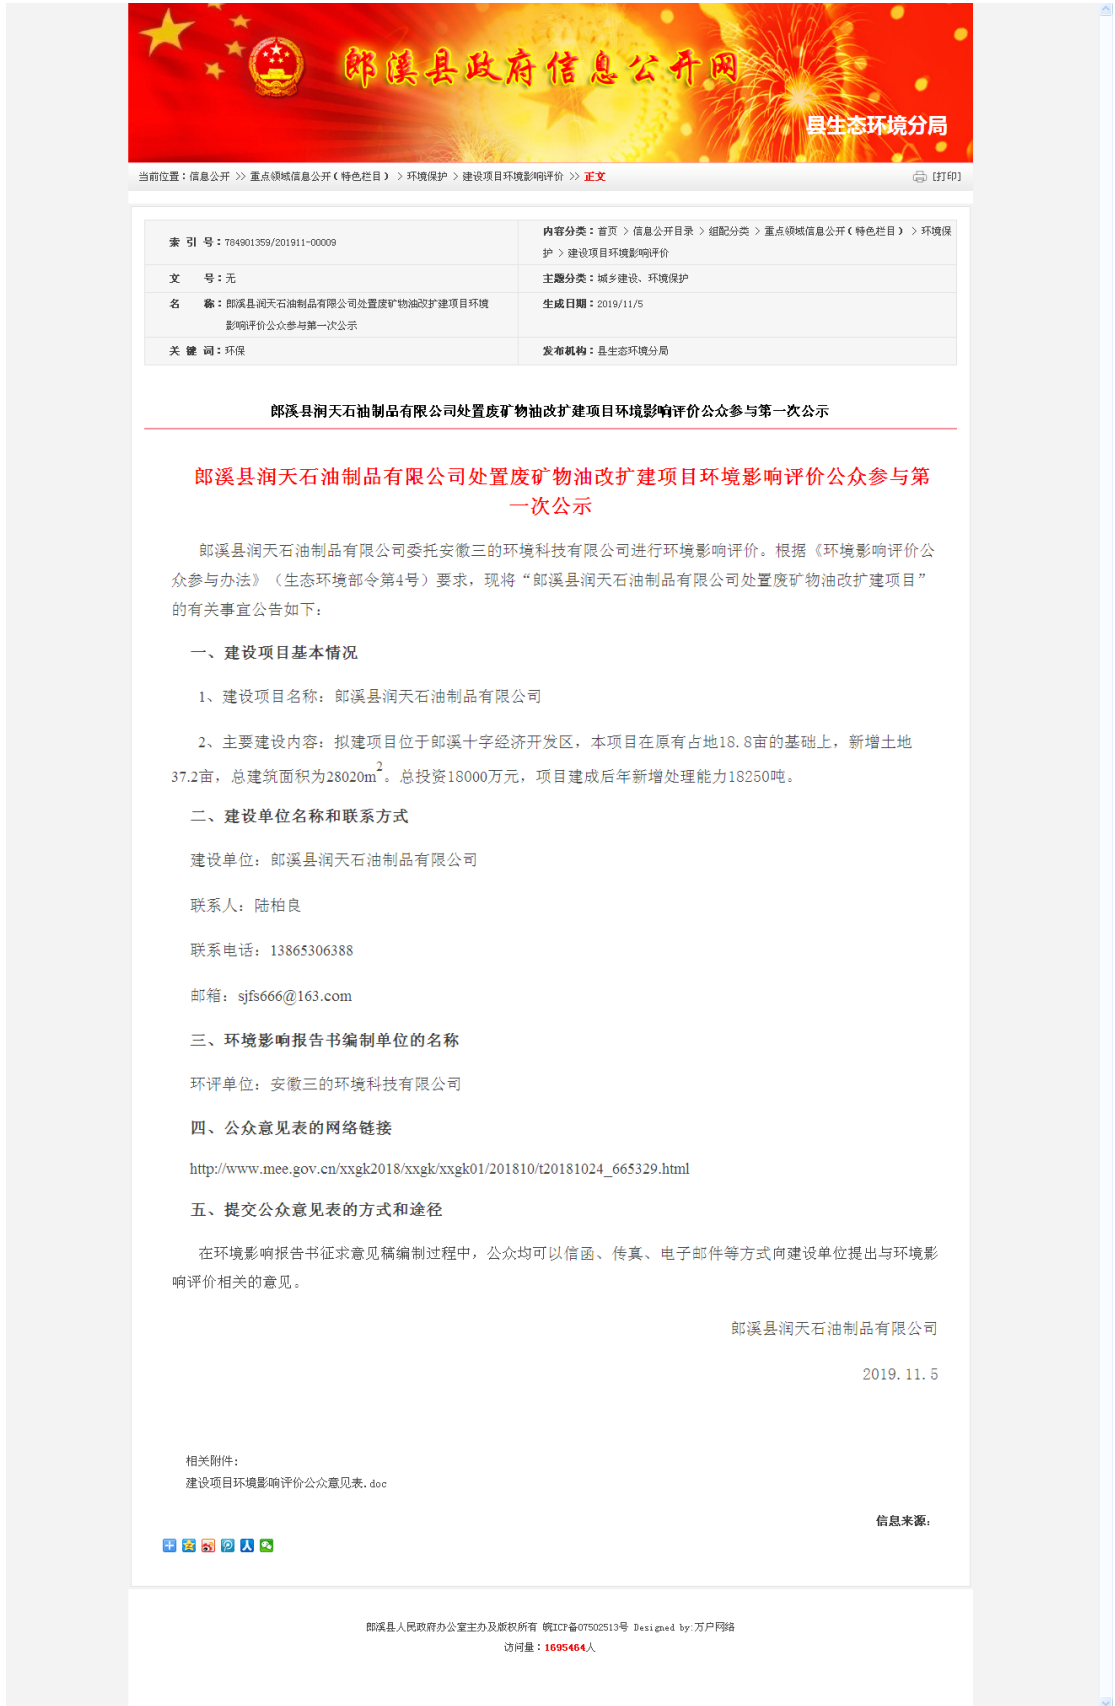 郎溪县政府信息公开网
县生态环境分局
当前位置：信息公开 >> 重点领域信息公开(特色栏目) > 环境保护 > 建设项目环境影响评价 >> 正文
[打印]
索 引 号：784901359/201911-00009
内容分类：首页 > 信息公开目录 > 组配分类 > 重点领域信息公开(特色栏目) > 环境保
护 > 建设项目环境影响评价
文 号：无
主题分类：城乡建设、环境保护
名 称：郎溪县润天石油制品有限公司处置废矿物油改扩建项目环境
影响评价公众参与第一次公示
生成日期：2019/11/5
关 键 词：环保
发布机构：县生态环境分局
郎溪县润天石油制品有限公司处置废矿物油改扩建项目环境影响评价公众参与第一次公示
郎溪县润天石油制品有限公司处置废矿物油改扩建项目环境影响评价公众参与第
一次公示
郎溪县润天石油制品有限公司委托安徽三的环境科技有限公司进行环境影响评价。根据《环境影响评价公
众参与办法》（生态环境部令第4号）要求，现将“郎溪县润天石油制品有限公司处置废矿物油改扩建项目”
的有关事宜公告如下：
一、建设项目基本情况
1、建设项目名称：郎溪县润天石油制品有限公司
2、主要建设内容：拟建项目位于郎溪十字经济开发区，本项目在原有占地18.8亩的基础上，新增土地
37.2亩，总建筑面积为28020m²。总投资18000万元，项目建成后年新增处理能力18250吨。
二、建设单位名称和联系方式
建设单位：郎溪县润天石油制品有限公司
联系人：陆柏良
联系电话：13865306388
邮箱：sjfs666@163.com
三、环境影响报告书编制单位的名称
环评单位：安徽三的环境科技有限公司
四、公众意见表的网络链接
http://www.mee.gov.cn/xxgk2018/xxgk/xxgk01/201810/t20181024_665329.html
五、提交公众意见表的方式和途径
在环境影响报告书征求意见稿编制过程中，公众均可以信函、传真、电子邮件等方式向建设单位提出与环境影
响评价相关的意见。
郎溪县润天石油制品有限公司
2019.11.5
相关附件：
建设项目环境影响评价公众意见表.doc
信息来源：
郎溪县人民政府办公室主办及版权所有 皖ICP备07502513号 Designed by:万户网络
访问量：1695464人